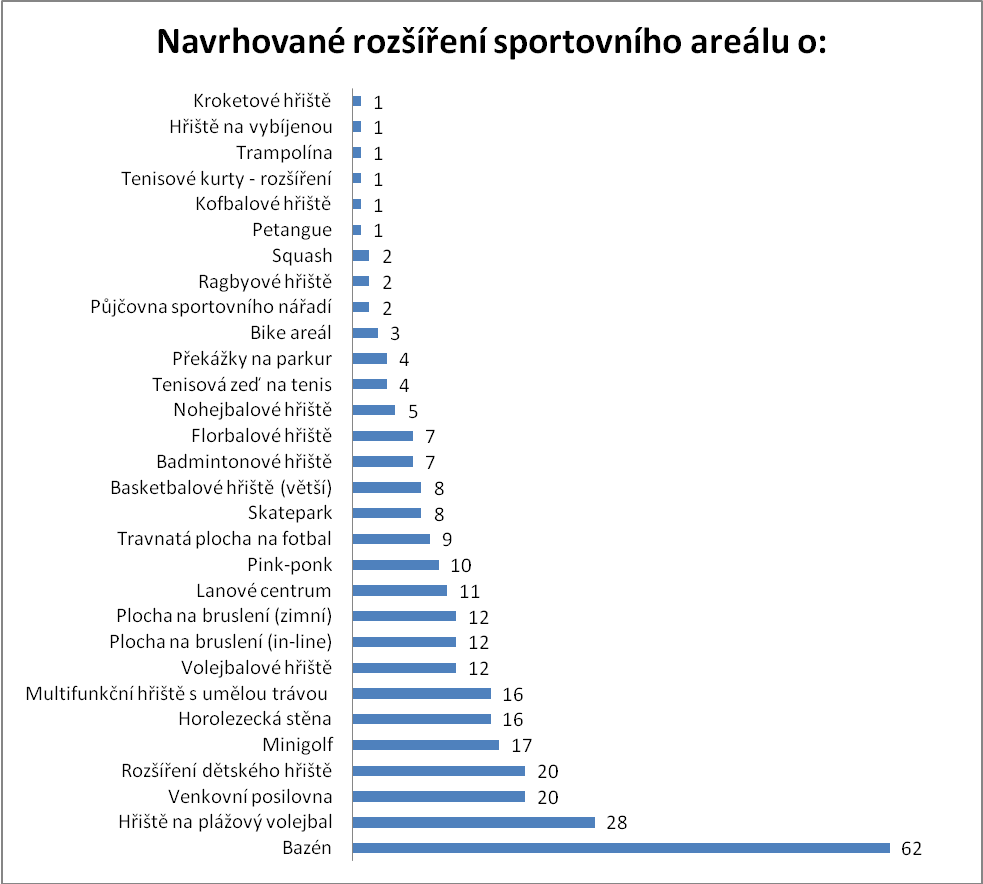 Navrhované rozšíření sportovního areálu o:
Kroketové hřiště 1
Hřiště na vybíjenou 1
Trampolína 1
Tenisové kurty - rozšíření 1
Kofbalové hřiště 1
Petangue 1
Squash 2
Ragbyové hřiště 2
Půjčovna sportovního nářadí 2
Bike areál 3
Překážky na parkur 4
Tenisová zeď na tenis 4
Nohejbalové hřiště 5
Florbalové hřiště 7
Badmintonové hřiště 7
Basketbalové hřiště (větší) 8
Skatepark 8
Travnatá plocha na fotbal 9
Pink-ponk 10
Lanové centrum 11
Plocha na bruslení (zimní) 12
Plocha na bruslení (in-line) 12
Volejbalové hřiště 12
Multifunkční hřiště s umělou trávou 16
Horolezecká stěna 16
Minigolf 17
Rozšíření dětského hřiště 20
Venkovní posilovna 20
Hřiště na plážový volejbal 28
Bazén 62